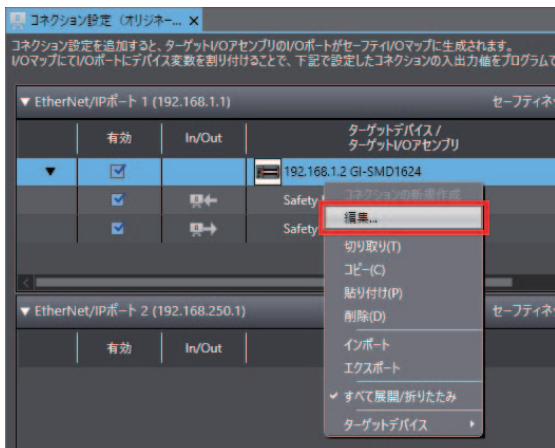 コネクション設定 (オリジネー... ×
コネクション設定を追加すると、ターゲットI/OアセンブリのI/OポートがセーフティI/Oマップに生成されます。
I/OマップにてI/Oポートにデバイス変数を割り付けることで、下記で設定したコネクションの入出力値をプログラムで
▼ EtherNet/IPポート 1 (192.168.1.1) セーフティネ
有効 In/Out ターゲットデバイス /
ターゲットI/Oアセンブリ
▼ 192.168.1.2 GI-SMD1624
Safety
Safety
コネクションの新規作成
編集...
切り取り(T)
コピー(C)
貼り付け(P)
削除(D)
インポート
エクスポート
すべて展開/折りたたみ
ターゲットデバイス
▼ EtherNet/IPポート 2 (192.168.250.1) セーフティネ
有効 In/Out